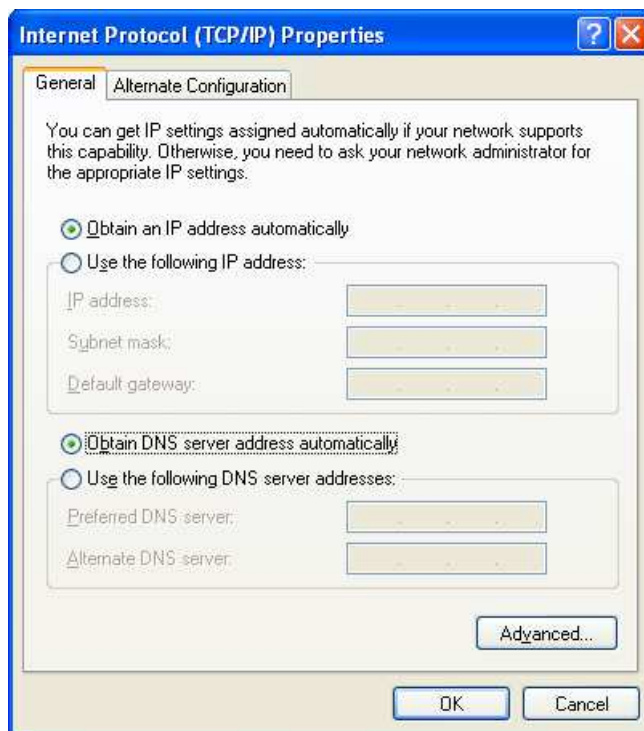 Internet Protocol (TCP/IP) Properties
General
Alternate Configuration
You can get IP settings assigned automatically if your network supports
this capability. Otherwise, you need to ask your network administrator for
the appropriate IP settings.
Obtain an IP address automatically
Use the following IP address:
IP address:
Subnet mask:
Default gateway:
Obtain DNS server address automatically
Use the following DNS server addresses:
Preferred DNS server:
Alternate DNS server:
Advanced...
OK
Cancel